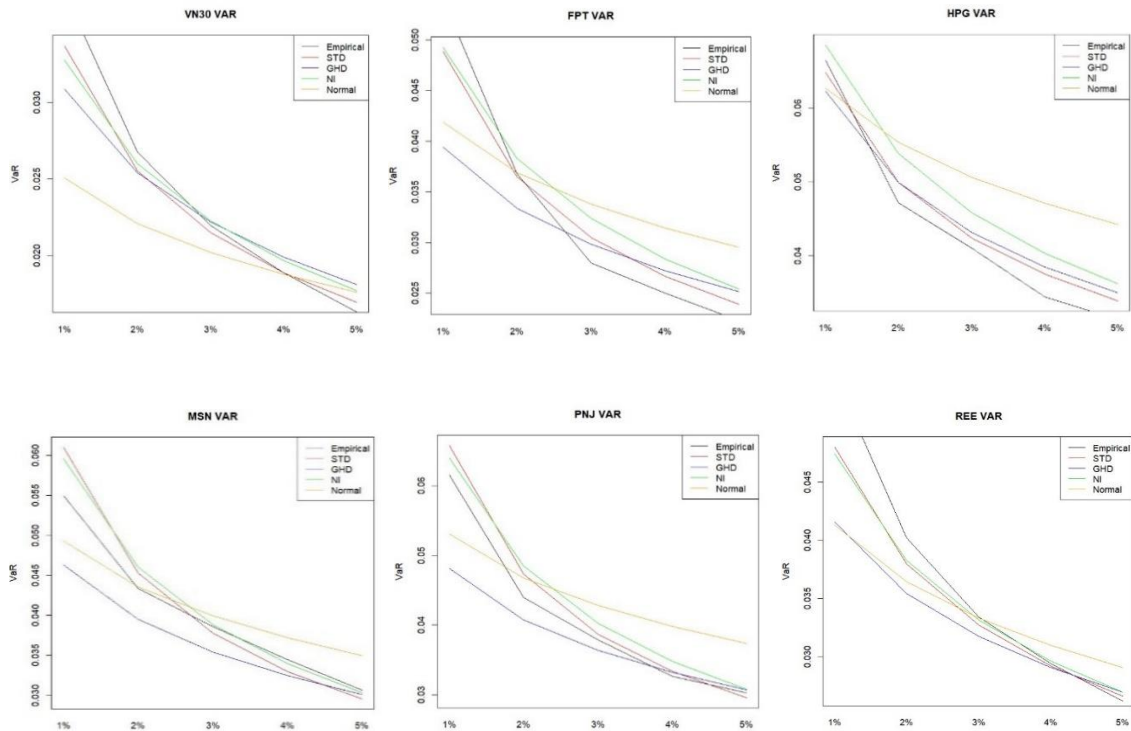 VN30 VAR
Empirical
STD
GHD
NI
Normal
VaR
0.030
0.025
0.020
1% 2% 3% 4% 5%
FPT VAR
Empirical
STD
GHD
NI
Normal
VaR
0.050
0.045
0.040
0.035
0.030
0.025
1% 2% 3% 4% 5%
HPG VAR
Empirical
STD
GHD
NI
Normal
VaR
0.06
0.05
0.04
1% 2% 3% 4% 5%
MSN VAR
Empirical
STD
GHD
NI
Normal
VaR
0.060
0.055
0.050
0.045
0.040
0.035
0.030
1% 2% 3% 4% 5%
PNJ VAR
Empirical
STD
GHD
NI
Normal
VaR
0.06
0.05
0.04
0.03
1% 2% 3% 4% 5%
REE VAR
Empirical
STD
GHD
NI
Normal
VaR
0.045
0.040
0.035
0.030
1% 2% 3% 4% 5%